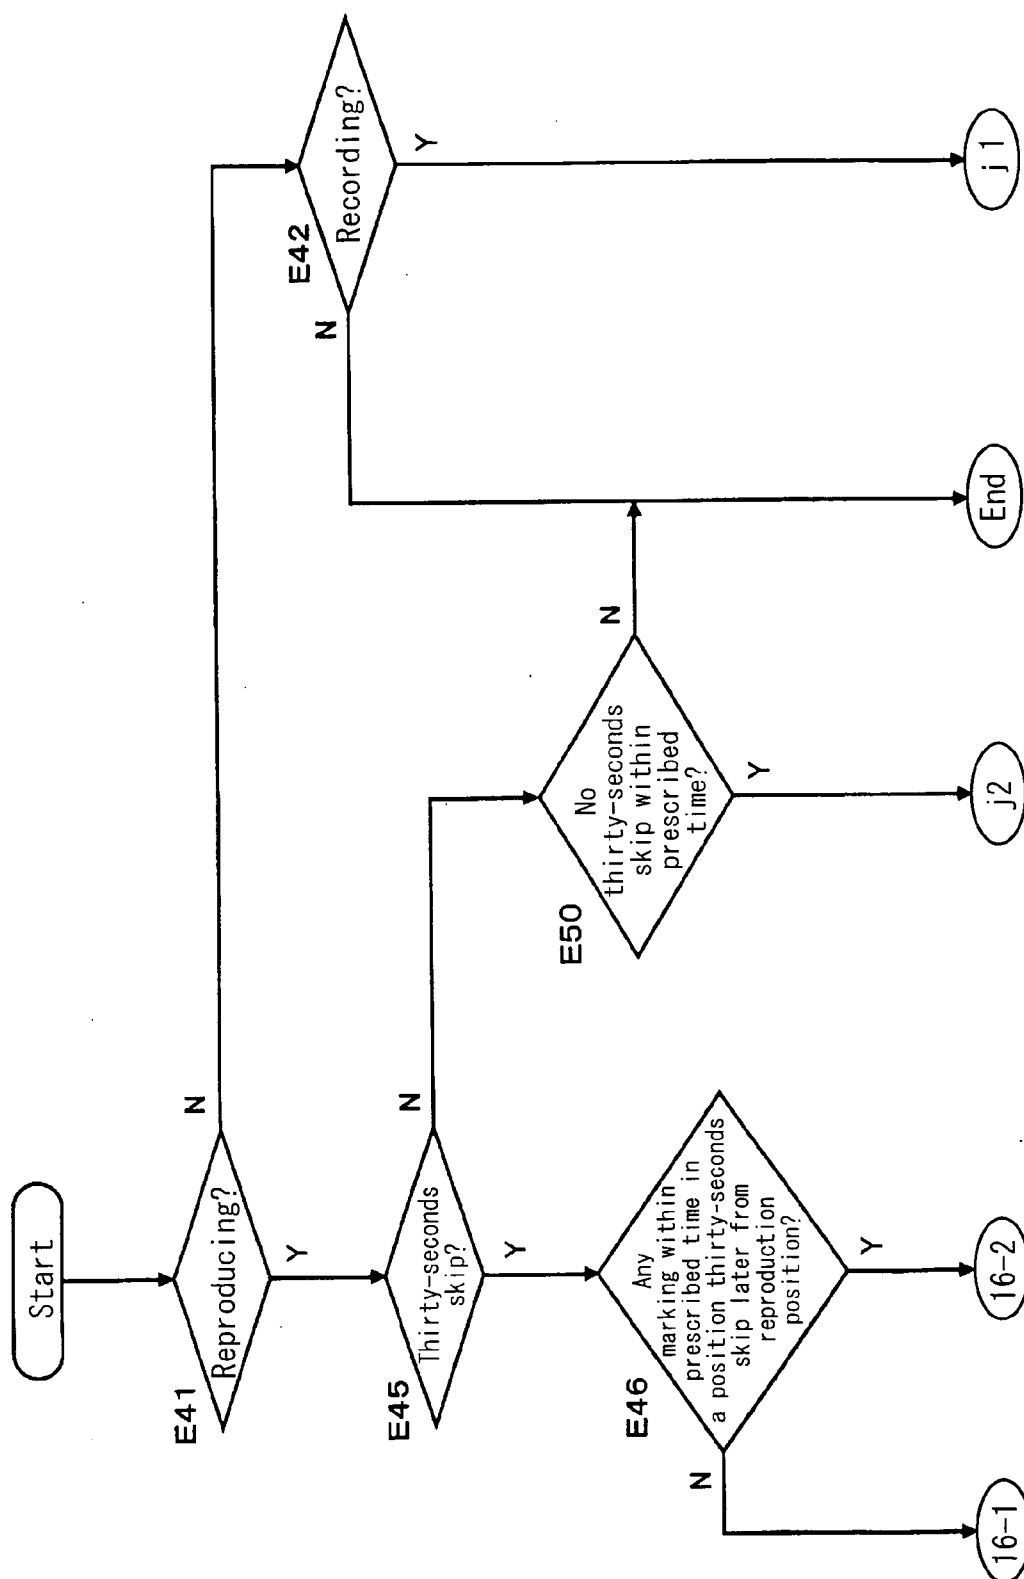 Start
E41
Reproducing?
N
Y
E42
Recording?
N
Y
E45
Thirty-seconds
skip?
N
Y
E50
No
thirty-seconds
skip within
prescribed
time?
N
Y
E46
Any
marking within
prescribed time in
a position thirty-seconds
skip later from
reproduction
position?
N
Y
16-1
16-2
j2
End
j1